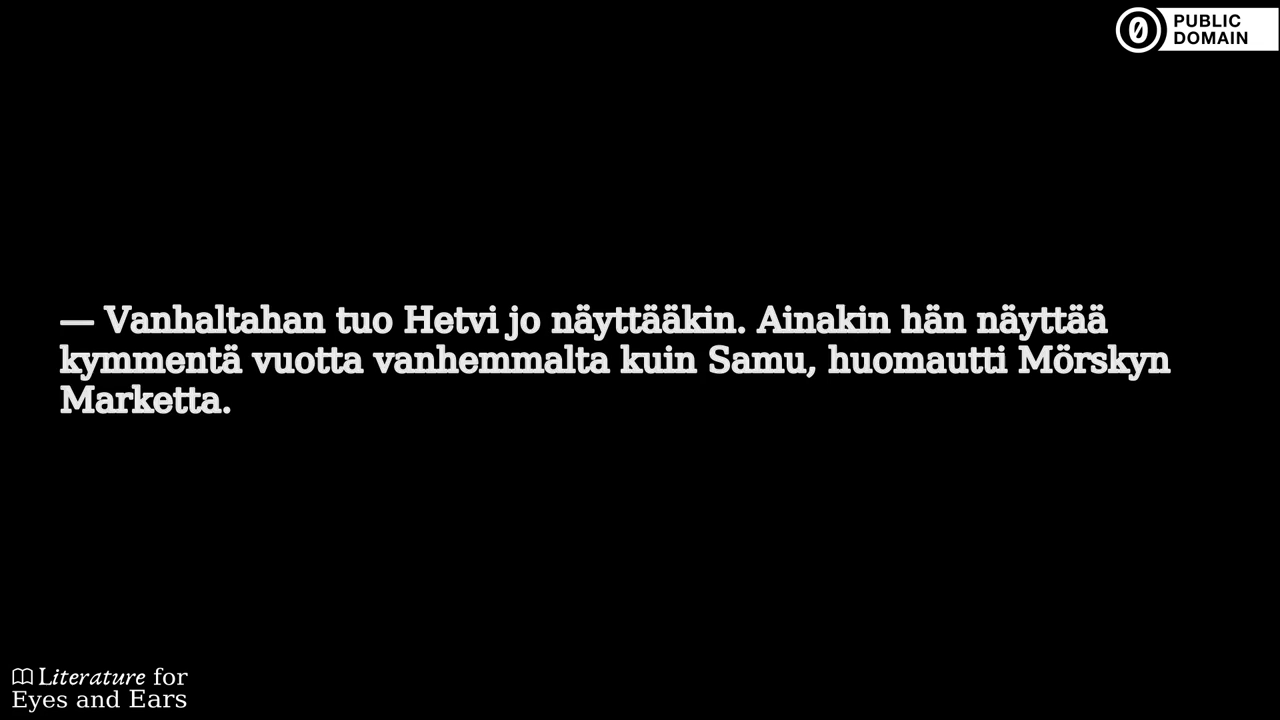 PUBLIC
DOMAIN
— Vanhaltahan tuo Hetvi jo näyttääkin. Ainakin hän näyttää
kymmentä vuotta vanhemmalta kuin Samu, huomautti Mörskyn
Marketta.
Literature for
Eyes and Ears